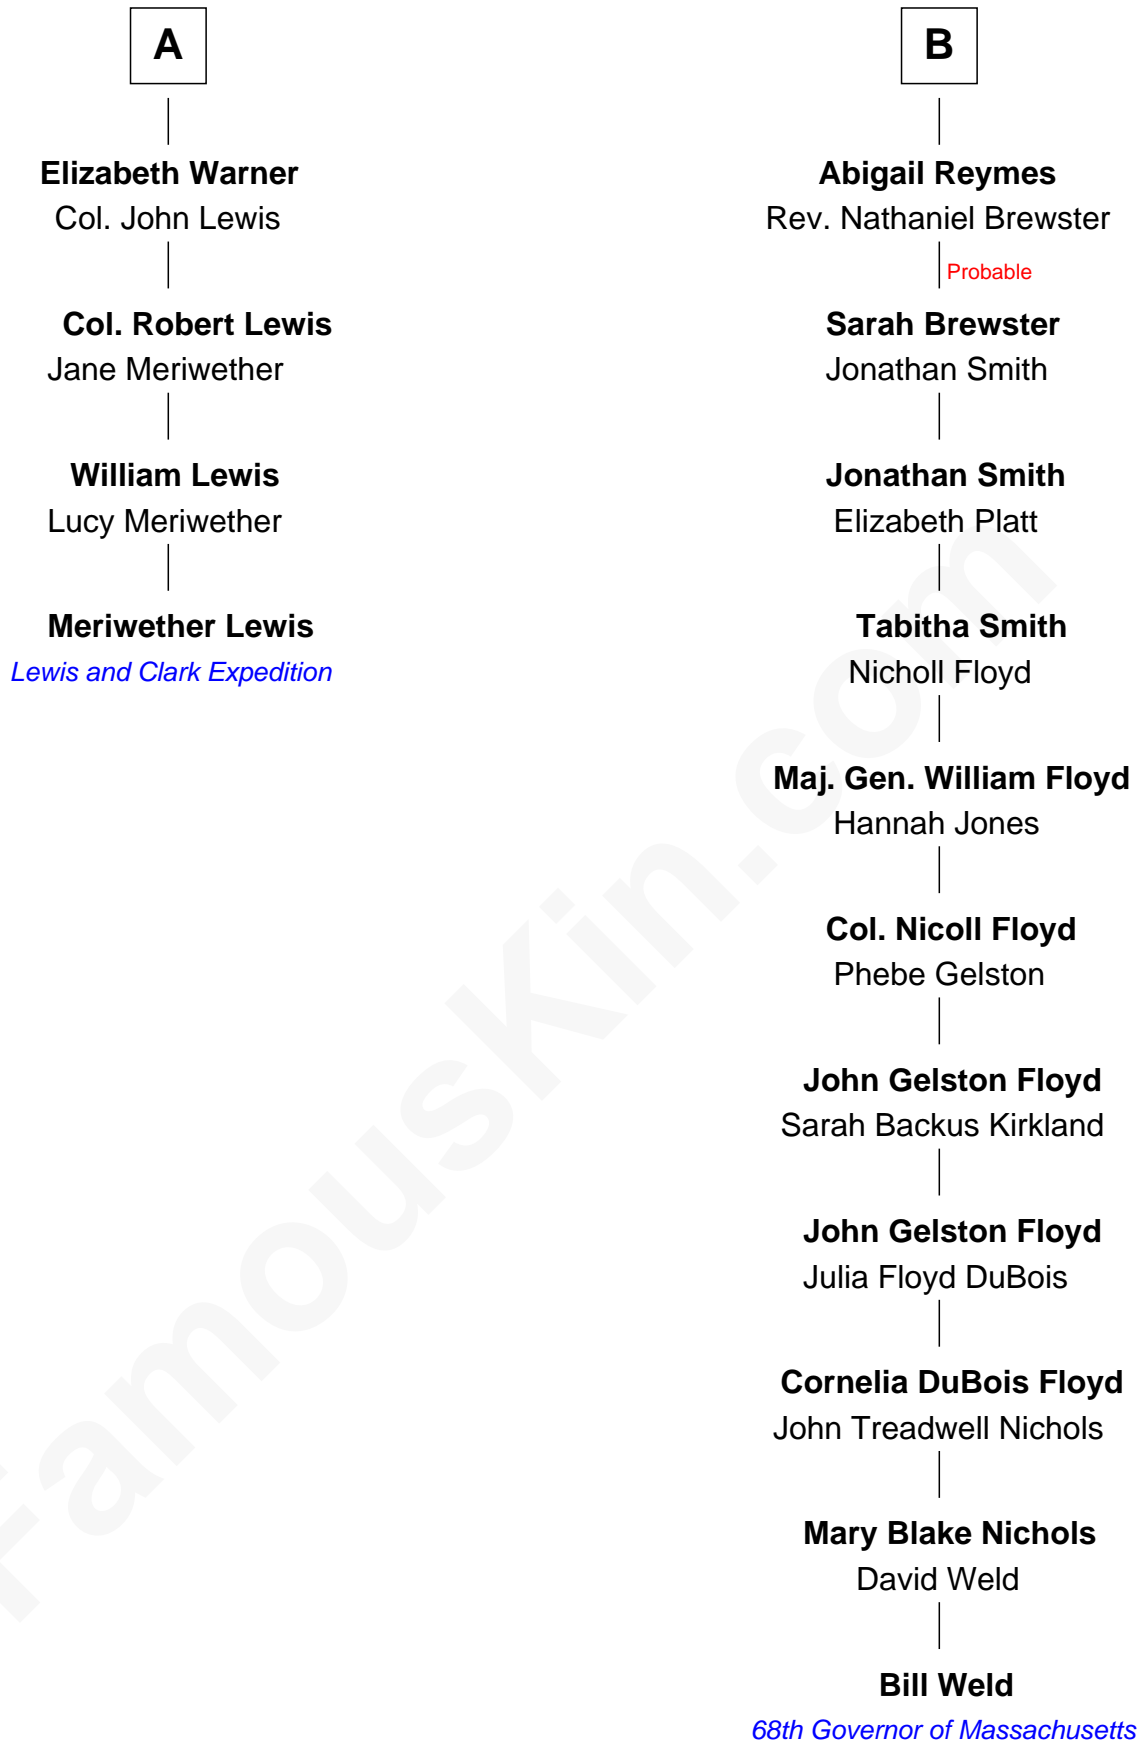 A
Elizabeth Warner
Col. John Lewis
Col. Robert Lewis
Jane Meriwether
William Lewis
Lucy Meriwether
Meriwether Lewis
Lewis and Clark Expedition
B
Abigail Reymes
Rev. Nathaniel Brewster
Probable
Sarah Brewster
Jonathan Smith
Jonathan Smith
Elizabeth Platt
Tabitha Smith
Nicholl Floyd
Maj. Gen. William Floyd
Hannah Jones
Col. Nicoll Floyd
Phebe Gelston
John Gelston Floyd
Sarah Backus Kirkland
John Gelston Floyd
Julia Floyd DuBois
Cornelia DuBois Floyd
John Treadwell Nichols
Mary Blake Nichols
David Weld
Bill Weld
68th Governor of Massachusetts
FamousKin.com